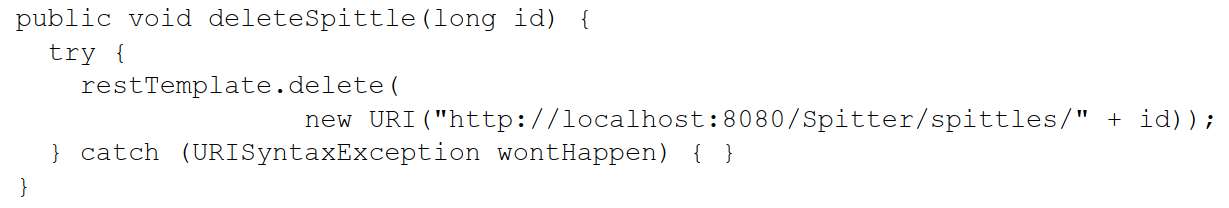 public void deleteSpittle(long id) {
  try {
    restTemplate.delete(
                  new URI("http://localhost:8080/Spitter/spittles/" + id));
  } catch (URISyntaxException wontHappen) { }
}